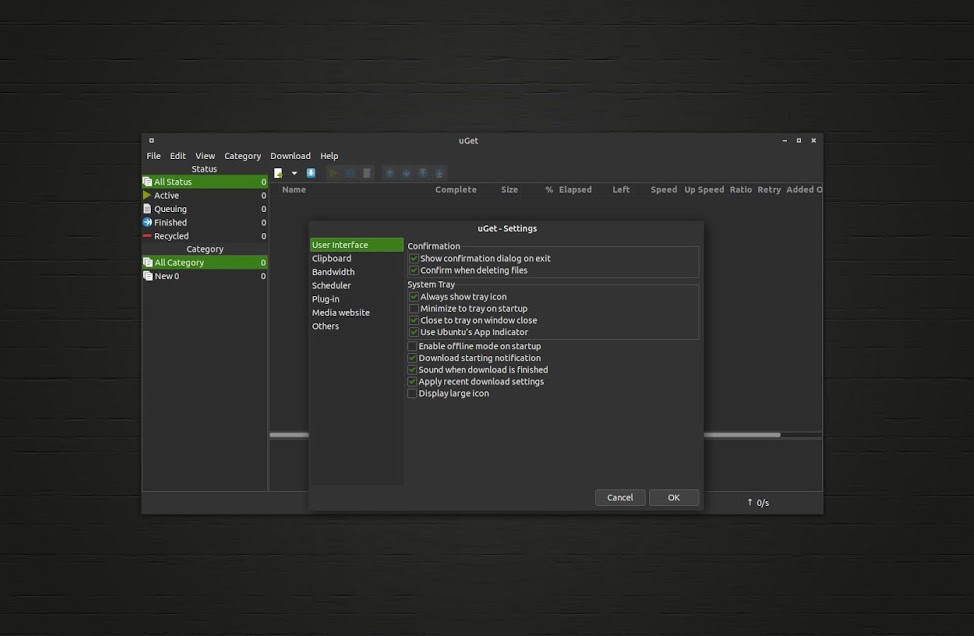 uGet
File Edit View Category Download Help
Status
All Status 0
Active 0
Queuing 0
Finished 0
Recycled 0
Category
All Category 0
New 0 0
Name Complete Size % Elapsed Left Speed Up Speed Ratio Retry Added O
uGet - Settings
User Interface
Clipboard
Bandwidth
Scheduler
Plug-in
Media website
Others
Confirmation
Show confirmation dialog on exit
Confirm when deleting files
System Tray
Always show tray icon
Minimize to tray on startup
Close to tray on window close
Use Ubuntu's App Indicator
Enable offline mode on startup
Download starting notification
Sound when download is finished
Apply recent download settings
Display large icon
Cancel OK
↑ 0/s